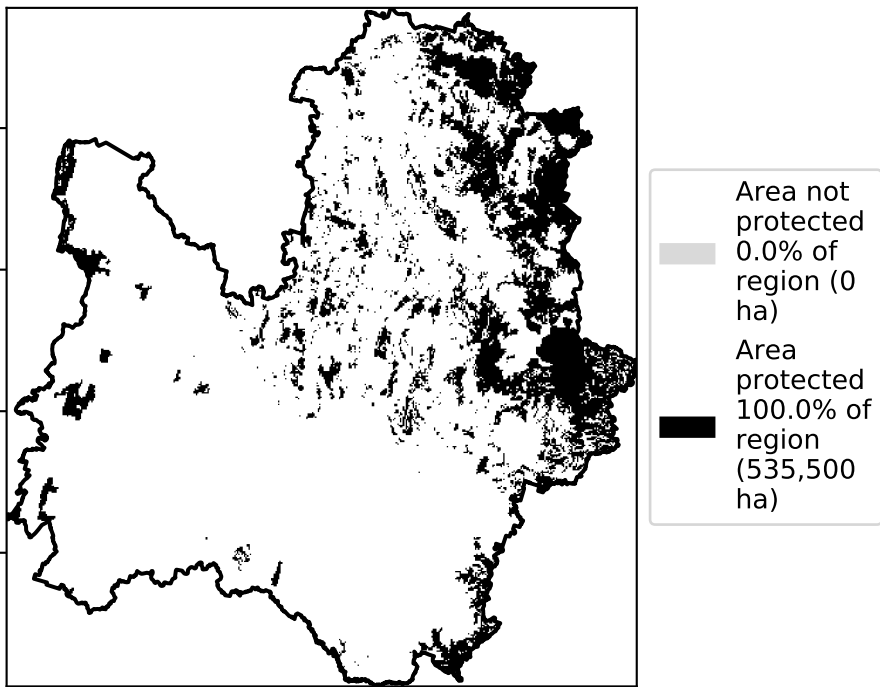 Area not
protected
0.0% of
region (0
ha)
Area
protected
100.0% of
region
(535,500
ha)